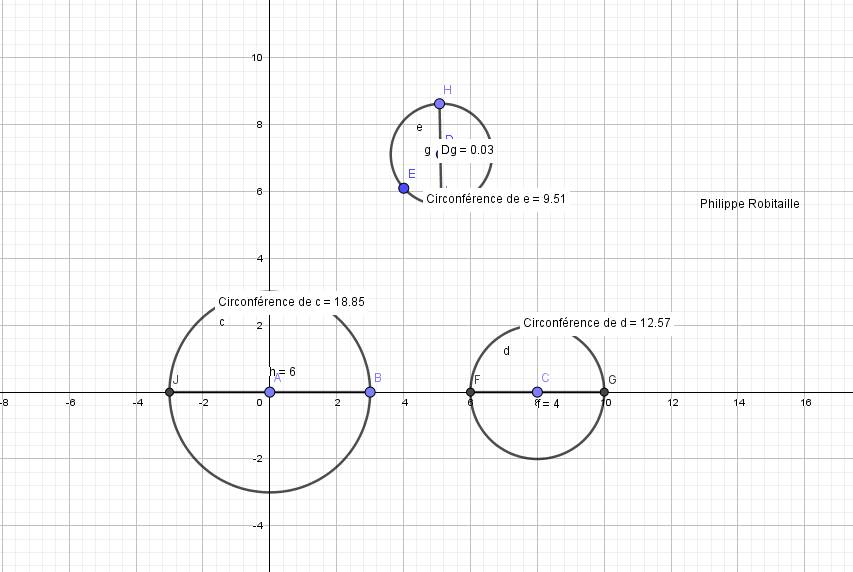 10
H
8
e
g
Dg = 0.03
E
6
Circonférence de e = 9.51
Philippe Robitaille
4
Circonférence de c = 18.85
c
2
Circonférence de d = 12.57
d
h = 6
J
A
B
F
C
G
f = 4
-8 -6 -4 -2 0 2 4 6 8 10 12 14 16
-2
-4